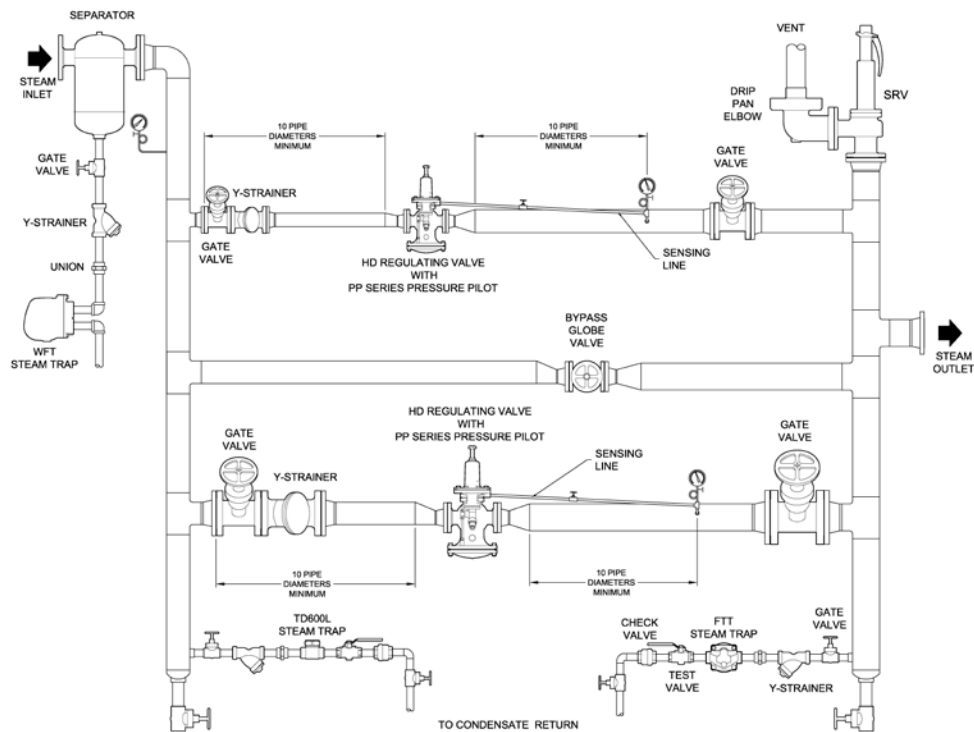 SEPARATOR
STEAM
INLET
VENT
DRIP
PAN
ELBOW
SRV
10 PIPE
DIAMETERS
MINIMUM
10 PIPE
DIAMETERS
MINIMUM
GATE
VALVE
GATE
VALVE
Y-STRAINER
Y-STRAINER
GATE
VALVE
SENSING
LINE
UNION
HD REGULATING VALVE
WITH
PP SERIES PRESSURE PILOT
WFT
STEAM TRAP
BYPASS
GLOBE
VALVE
STEAM
OUTLET
HD REGULATING VALVE
WITH
PP SERIES PRESSURE PILOT
GATE
VALVE
GATE
VALVE
SENSING
LINE
Y-STRAINER
10 PIPE
DIAMETERS
MINIMUM
10 PIPE
DIAMETERS
MINIMUM
TD600L
STEAM TRAP
CHECK
VALVE
FTT
STEAM TRAP
GATE
VALVE
TEST
VALVE
Y-STRAINER
TO CONDENSATE RETURN